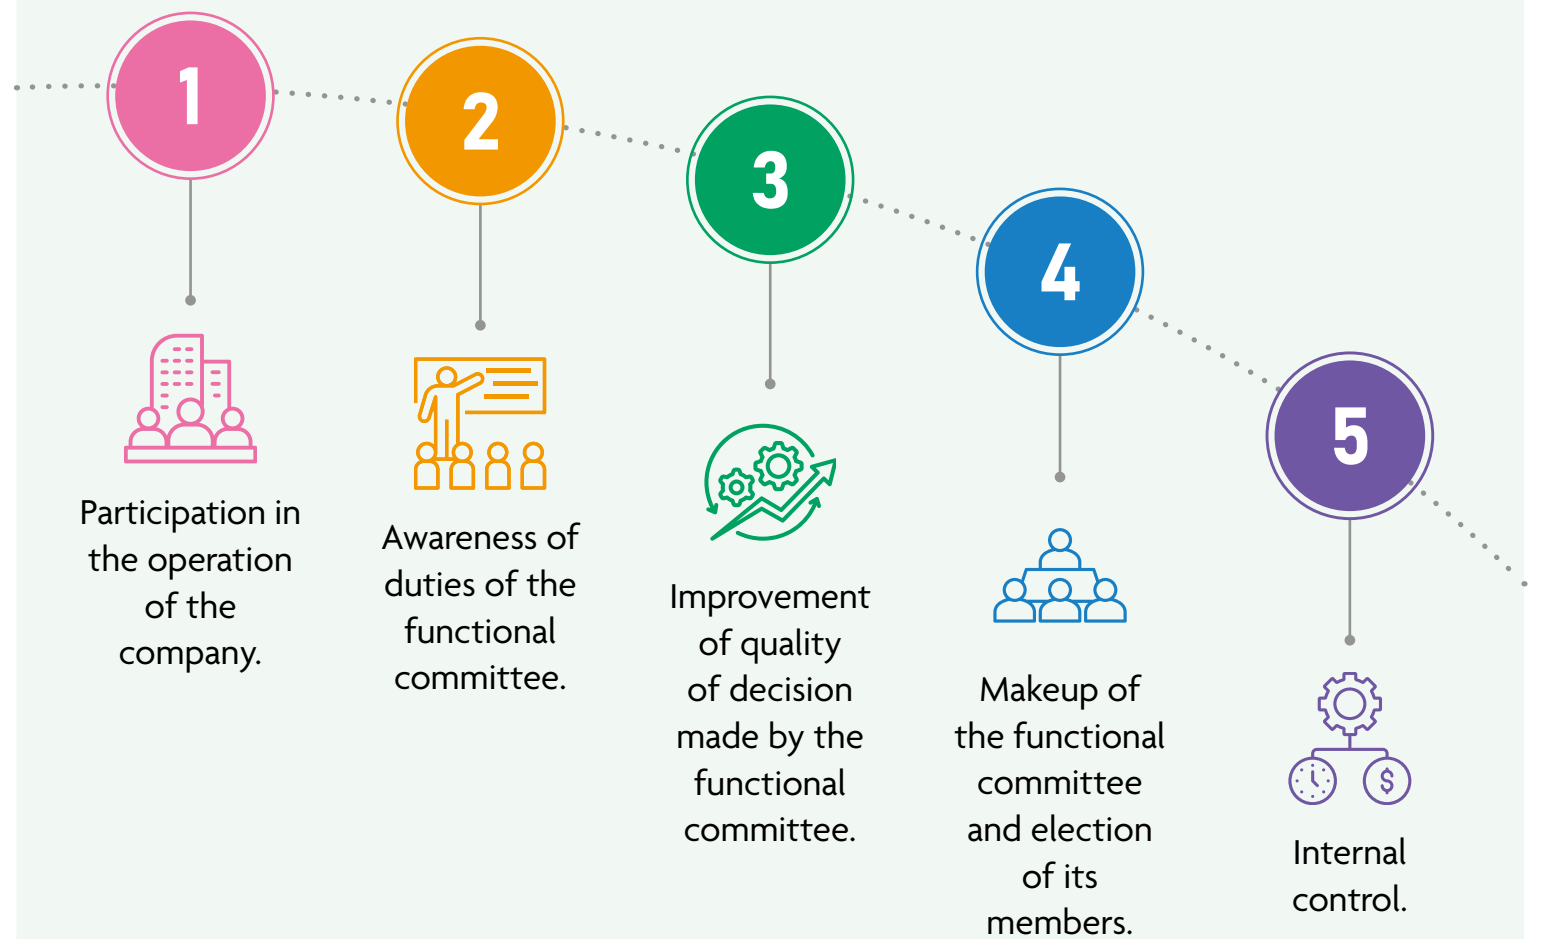 1
Participation in
the operation
of the
company.
2
Awareness of
duties of the
functional
committee.
3
Improvement
of quality
of decision
made by the
functional
committee.
4
Makeup of
the functional
committee
and election
of its
members.
5
$
Internal
control.